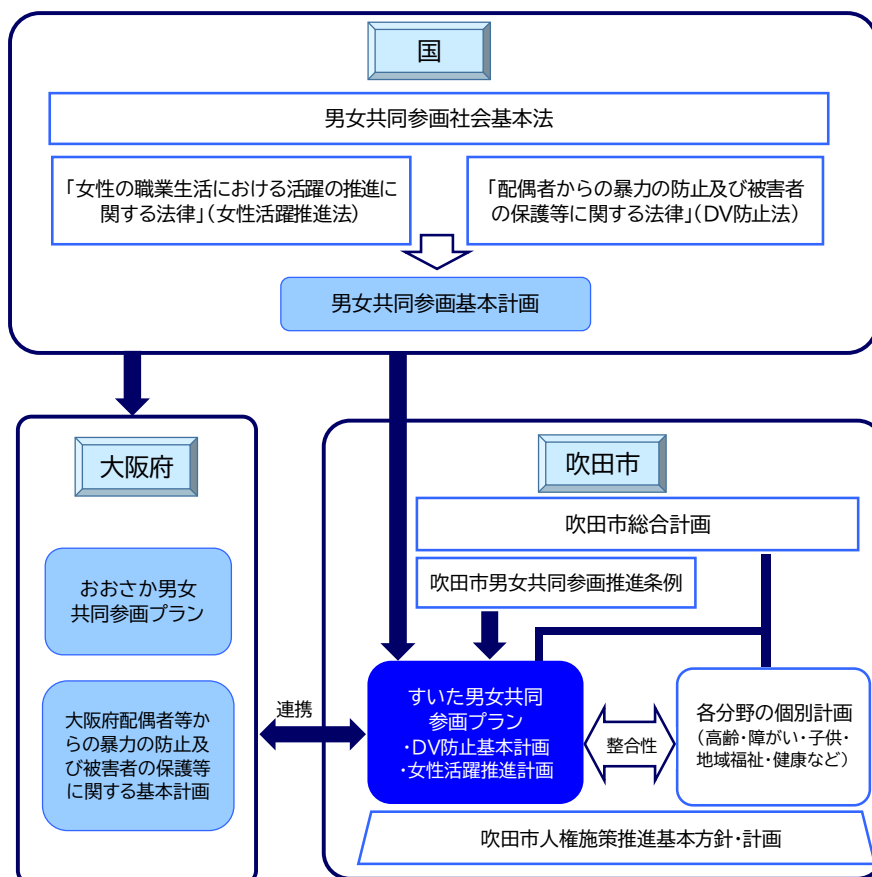 国
男女共同参画社会基本法
「女性の職業生活における活躍の推進に
関する法律」（女性活躍推進法）
「配偶者からの暴力の防止及び被害者
の保護等に関する法律」（DV防止法）
男女共同参画基本計画
大阪府
おおさか男女
共同参画プラン
大阪府配偶者等か
らの暴力の防止及
び被害者の保護等
に関する基本計画
連携
吹田市
吹田市総合計画
吹田市男女共同参画推進条例
すいた男女共同
参画プラン
・DV防止基本計画
・女性活躍推進計画
整合性
各分野の個別計画
（高齢・障がい・子供・
地域福祉・健康など）
吹田市人権施策推進基本方針・計画